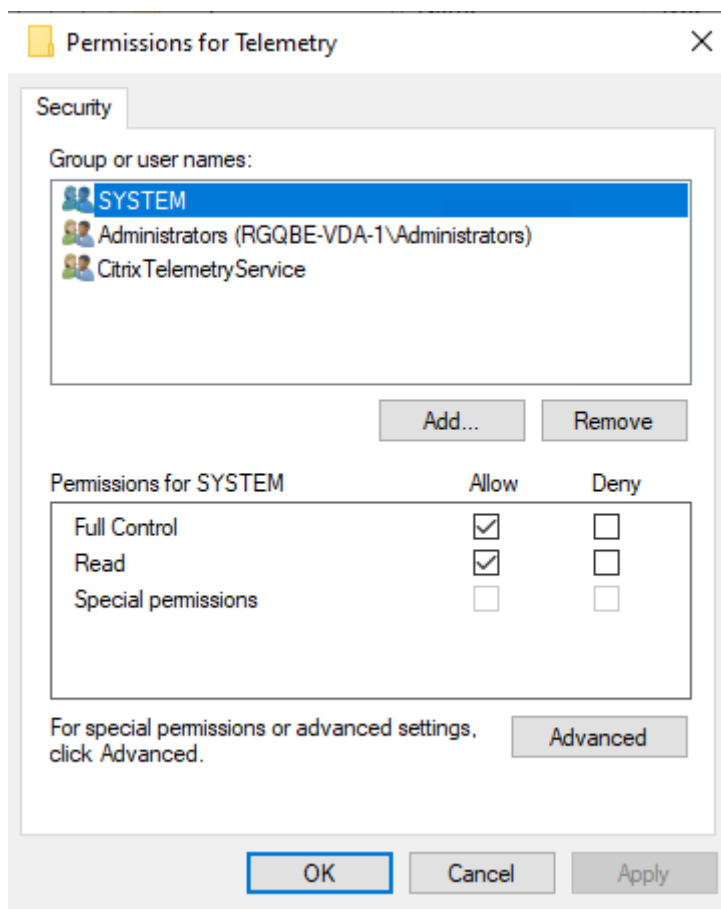 Permissions for Telemetry
Security
Group or user names:
SYSTEM
Administrators (RGQBE-VDA-1\Administrators)
CitrixTelemetryService
Add...
Remove
Permissions for SYSTEM Allow Deny
Full Control
Read
Special permissions
For special permissions or advanced settings,
click Advanced.
Advanced
OK
Cancel
Apply